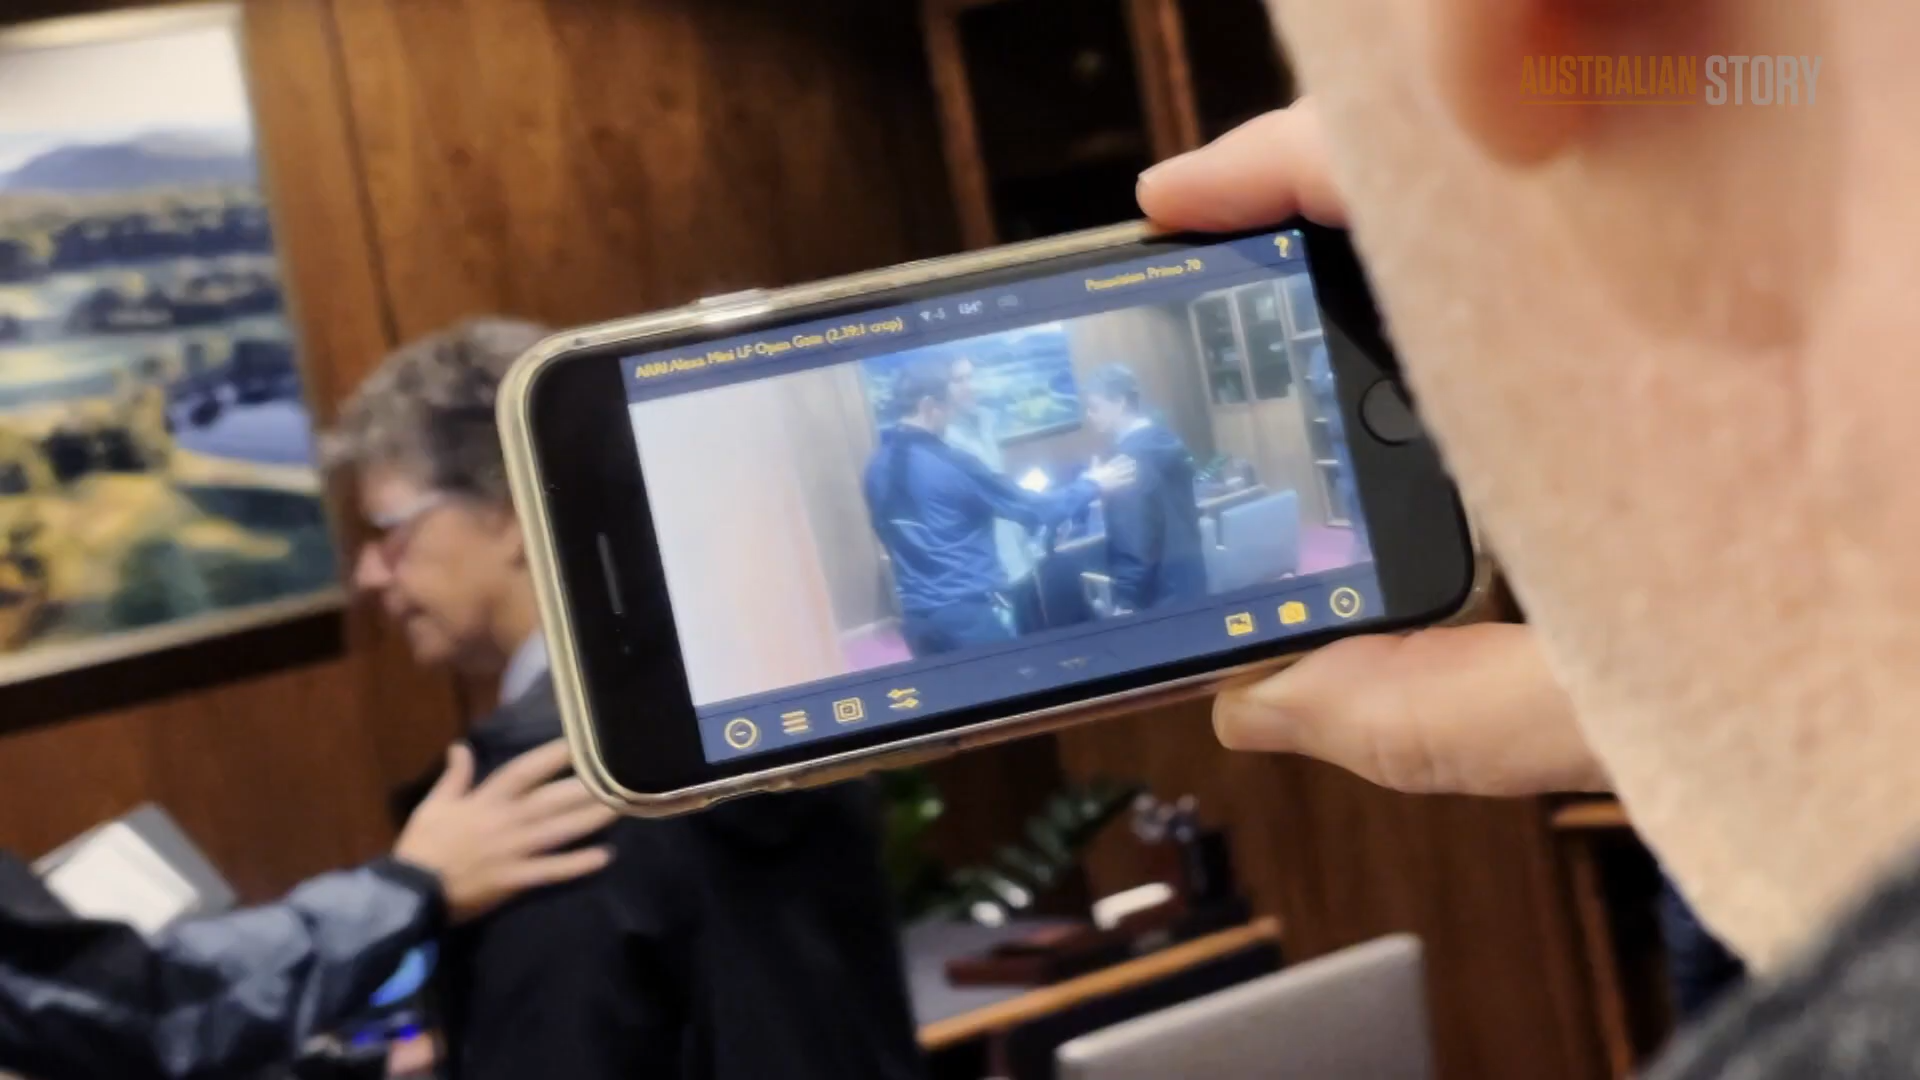 AUSTRALIAN STORY
Panavision Primo 70
?
ARRI Alexa Mini LF Open Gate (2.39:1 crop)